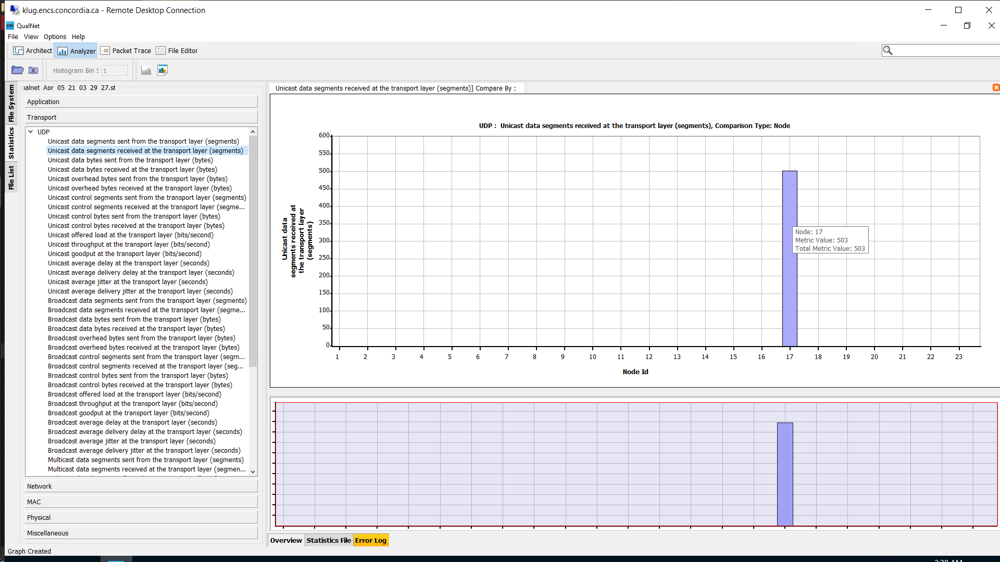 klug.encs.concordia.ca - Remote Desktop Connection
QualNet
File View Options Help
Architect Analyzer Packet Trace File Editor
Histogram Bin S 1
alnet Apr 05 21 03 29 27.st
File System
Statistics
File List
Application
Transport
UDP
Unicast data segments sent from the transport layer (segments)
Unicast data segments received at the transport layer (segments)
Unicast data bytes sent from the transport layer (bytes)
Unicast data bytes received at the transport layer (bytes)
Unicast overhead bytes sent from the transport layer (bytes)
Unicast overhead bytes received at the transport layer (bytes)
Unicast control segments sent from the transport layer (segments)
Unicast control segments received at the transport layer (segme...
Unicast control bytes sent from the transport layer (bytes)
Unicast control bytes received at the transport layer (bytes)
Unicast offered load at the transport layer (bits/second)
Unicast throughput at the transport layer (bits/second)
Unicast goodput at the transport layer (bits/second)
Unicast average delay at the transport layer (seconds)
Unicast average delivery delay at the transport layer (seconds)
Unicast average jitter at the transport layer (seconds)
Unicast average delivery jitter at the transport layer (seconds)
Broadcast data segments sent from the transport layer (segments)
Broadcast data segments received at the transport layer (segme...
Broadcast data bytes sent from the transport layer (bytes)
Broadcast data bytes received at the transport layer (bytes)
Broadcast overhead bytes sent from the transport layer (bytes)
Broadcast overhead bytes received at the transport layer (bytes)
Broadcast control segments sent from the transport layer (segm...
Broadcast control segments received at the transport layer (seg...
Broadcast control bytes sent from the transport layer (bytes)
Broadcast control bytes received at the transport layer (bytes)
Broadcast offered load at the transport layer (bits/second)
Broadcast throughput at the transport layer (bits/second)
Broadcast goodput at the transport layer (bits/second)
Broadcast average delay at the transport layer (seconds)
Broadcast average delivery delay at the transport layer (seconds)
Broadcast average jitter at the transport layer (seconds)
Broadcast average delivery jitter at the transport layer (seconds)
Multicast data segments sent from the transport layer (segments)
Multicast data segments received at the transport layer (segmen...
Network
MAC
Physical
Miscellaneous
Graph Created
Unicast data segments received at the transport layer (segments)] Compare By :
UDP : Unicast data segments received at the transport layer (segments), Comparison Type: Node
Unicast data
segments received at
the transport layer
(segments)
600
550
500
450
400
350
300
250
200
150
100
50
0
Node: 17
Metric Value: 503
Total Metric Value: 503
1 2 3 4 5 6 7 8 9 10 11 12 13 14 15 16 17 18 19 20 21 22 23
Node Id
Overview Statistics File Error Log